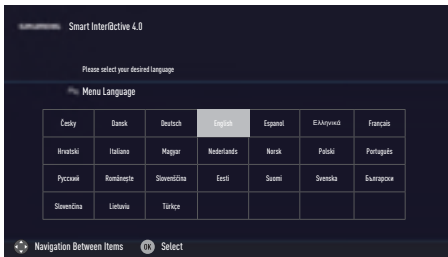 Smart Inter@ctive 4.0
Please select your desired language
Menu Language
Česky Dansk Deutsch English Espanol Ελληνικά Français
Hrvatski Italiano Magyar Nederlands Norsk Polski Português
Русский Româneşte Slovenščina Eesti Suomi Svenska Български
Slovenčina Lietuviu Türkçe
Navigation Between Items OK Select